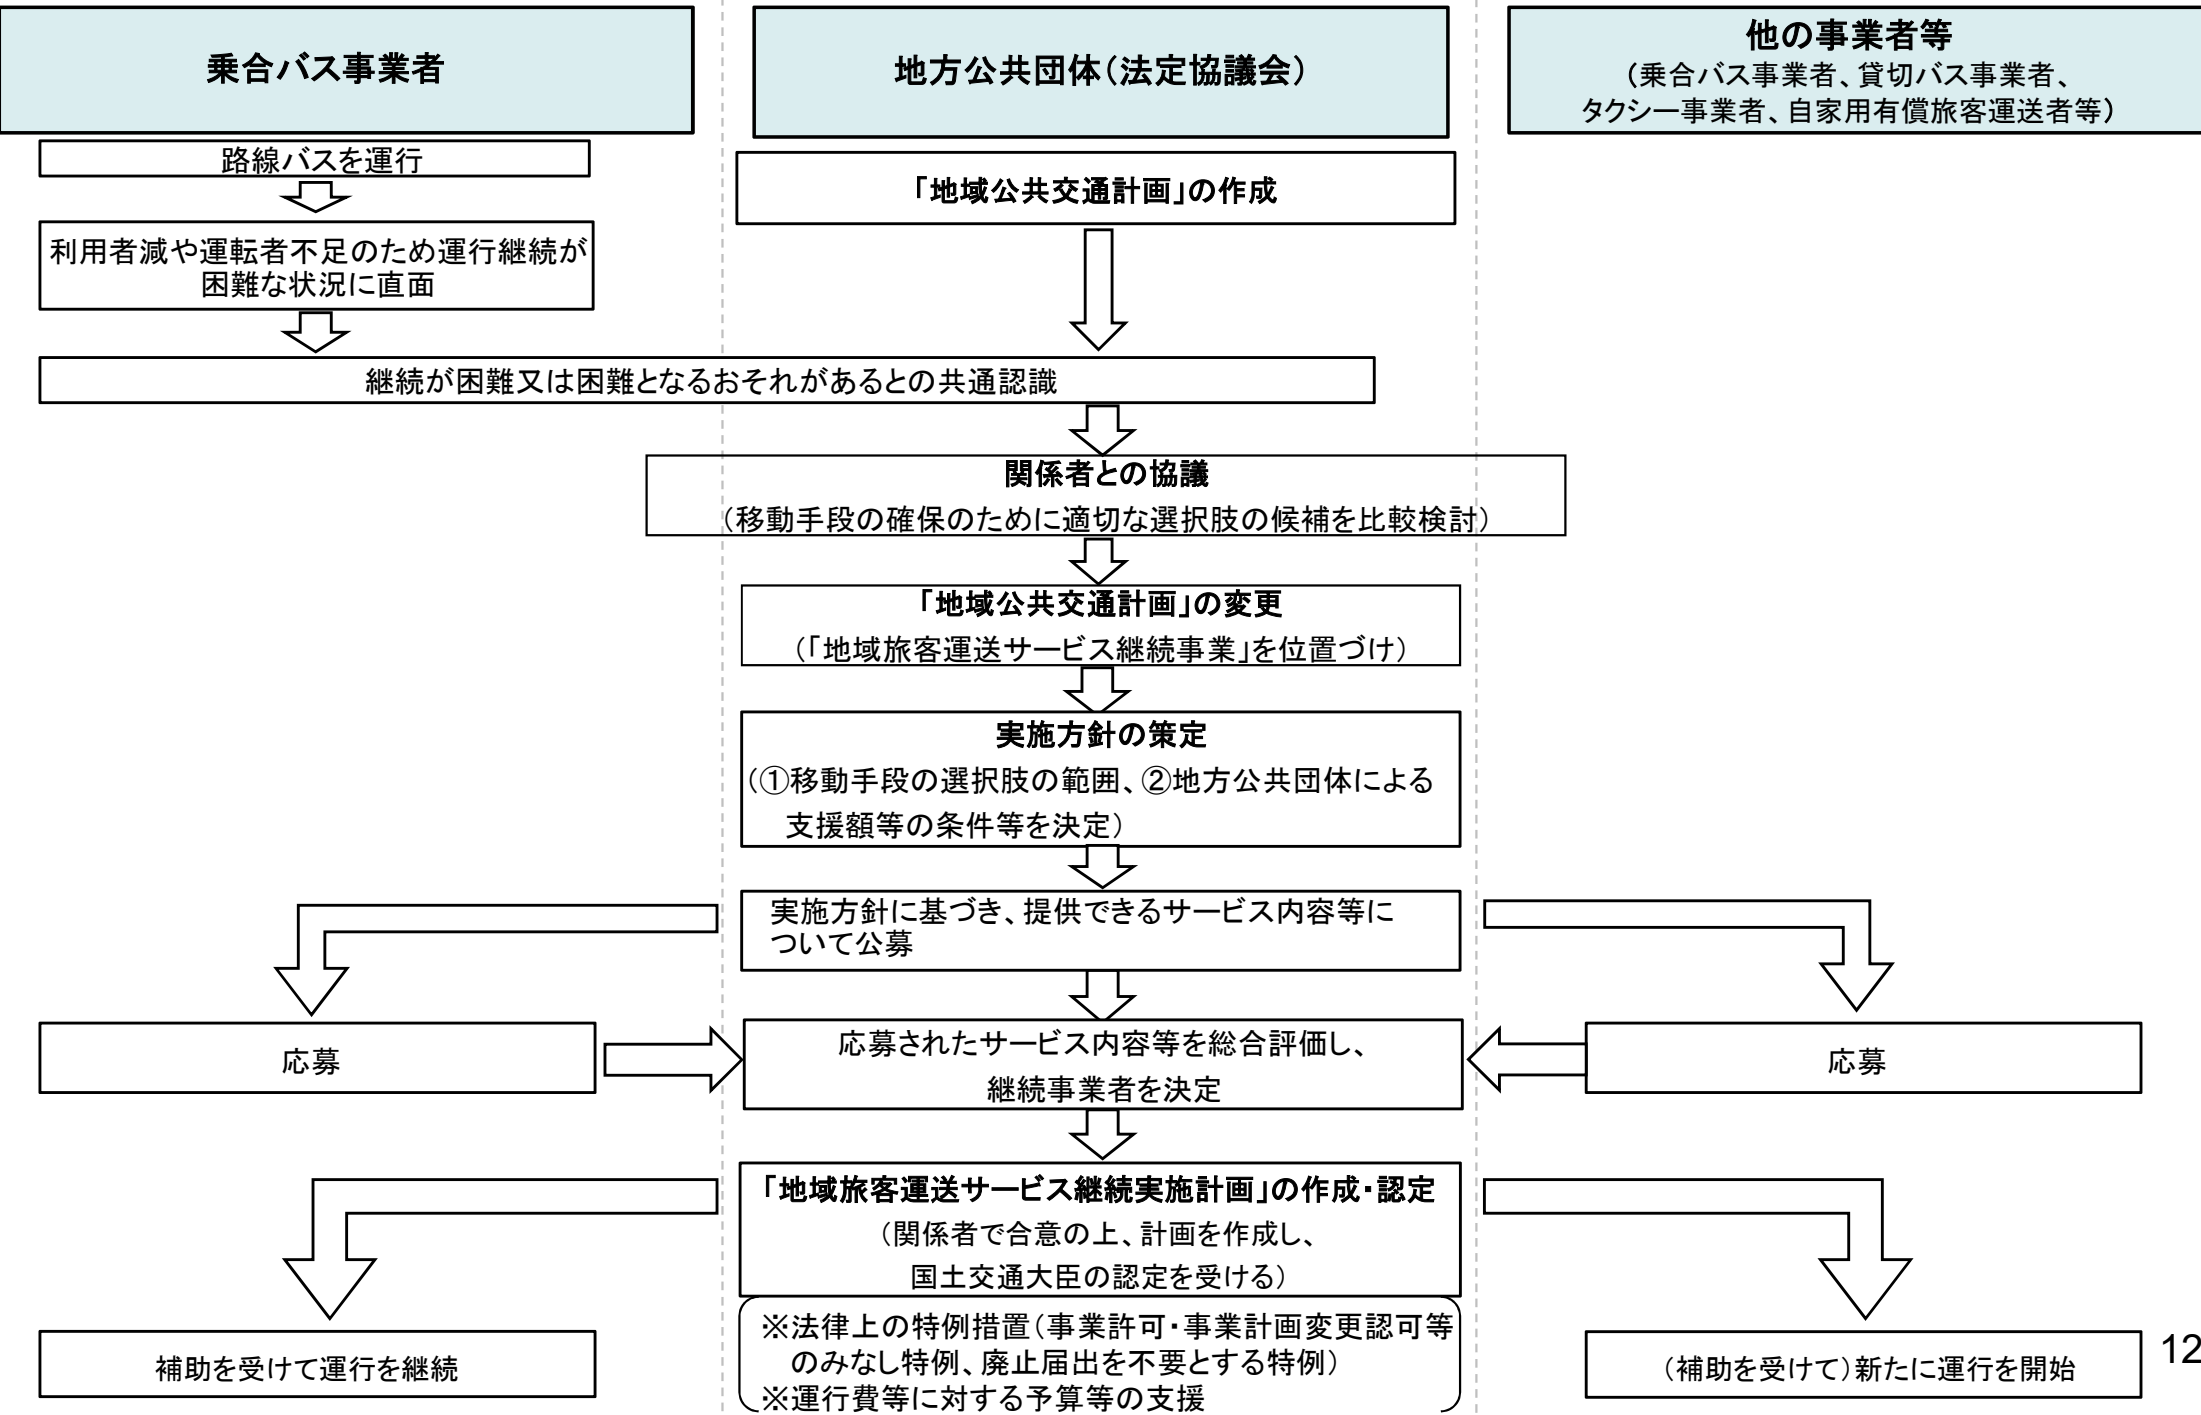 乗合バス事業者
地方公共団体（法定協議会）
他の事業者等
（乗合バス事業者、貸切バス事業者、
タクシー事業者、自家用有償旅客運送者等）
路線バスを運行
「地域公共交通計画」の作成
利用者減や運転者不足のため運行継続が
困難な状況に直面
継続が困難又は困難となるおそれがあるとの共通認識
関係者との協議
（移動手段の確保のために適切な選択肢の候補を比較検討）
「地域公共交通計画」の変更
（「地域旅客運送サービス継続事業」を位置づけ）
実施方針の策定
（①移動手段の選択肢の範囲、②地方公共団体による
支援額等の条件等を決定）
実施方針に基づき、提供できるサービス内容等に
ついて公募
応募
応募されたサービス内容等を総合評価し、
継続事業者を決定
応募
「地域旅客運送サービス継続実施計画」の作成・認定
（関係者で合意の上、計画を作成し、
国土交通大臣の認定を受ける）
※法律上の特例措置（事業許可・事業計画変更認可等
のみなし特例、廃止届出を不要とする特例）
※運行費等に対する予算等の支援
補助を受けて運行を継続
（補助を受けて）新たに運行を開始
12